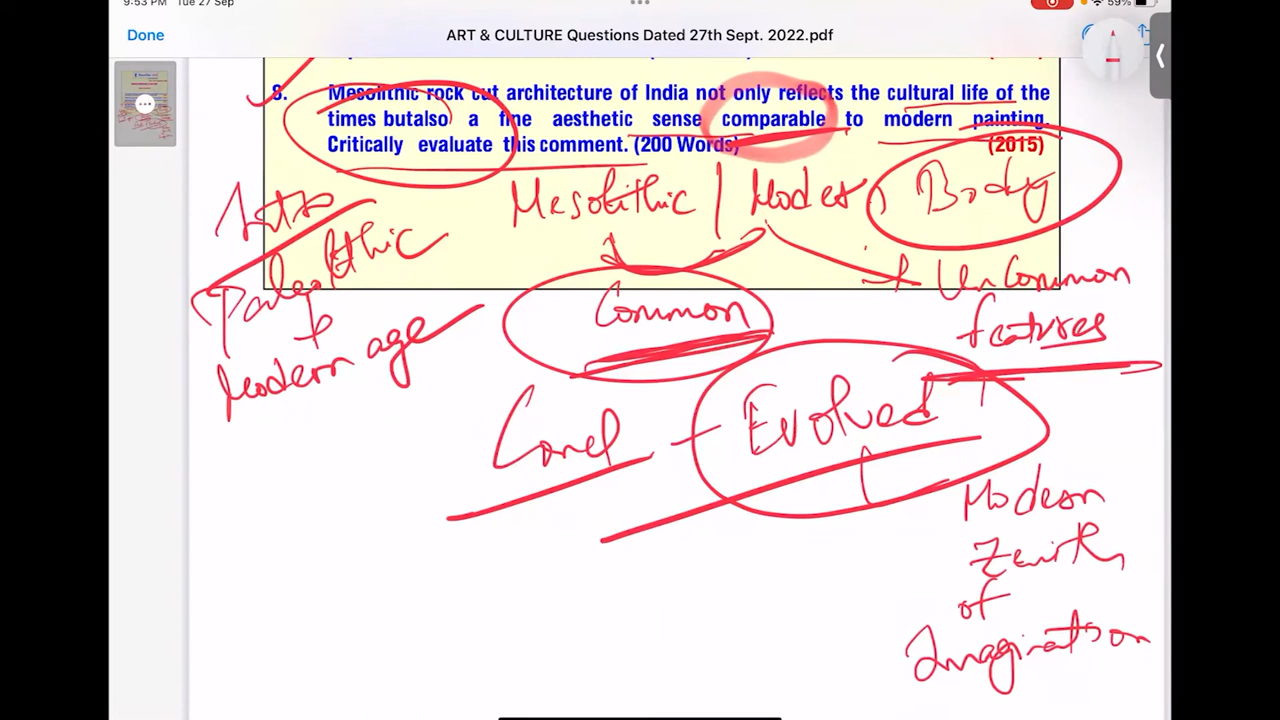 9:53 PM Tue 27 Sep
59%
Done
ART & CULTURE Questions Dated 27th Sept. 2022.pdf
8. Mesolithic rock cut architecture of India not only reflects the cultural life of the
times butalso a fine aesthetic sense comparable to modern painting.
Critically evaluate this comment. (200 Words) (2015)
Intro
Paleolithic
to
Modern age
Mesolithic | Modern
Body
Common
Uncommon
features
Concl - Evolved
Modern
Zenith
of
Imagination